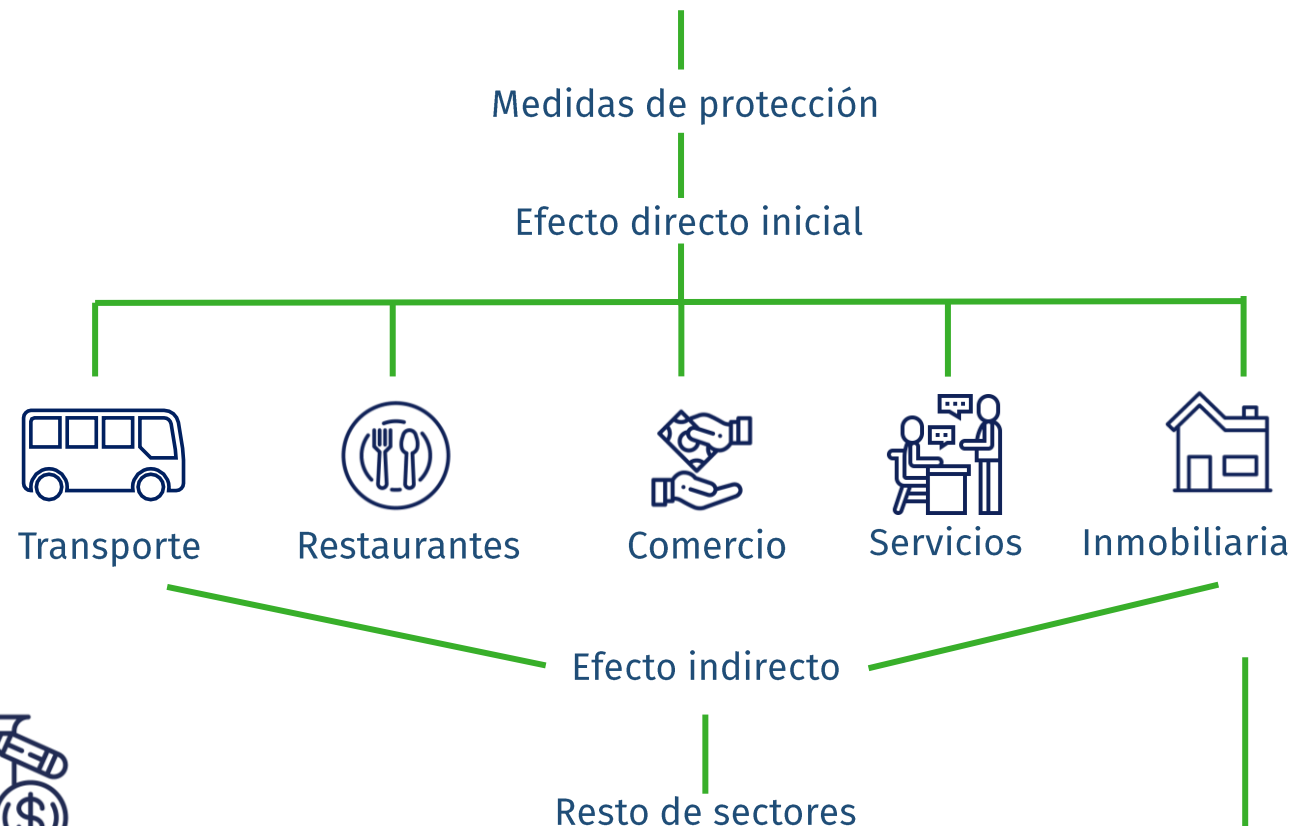 Medidas de protección
Efecto directo inicial
Transporte
Restaurantes
Comercio
Servicios
Inmobiliaria
Efecto indirecto
$
Resto de sectores